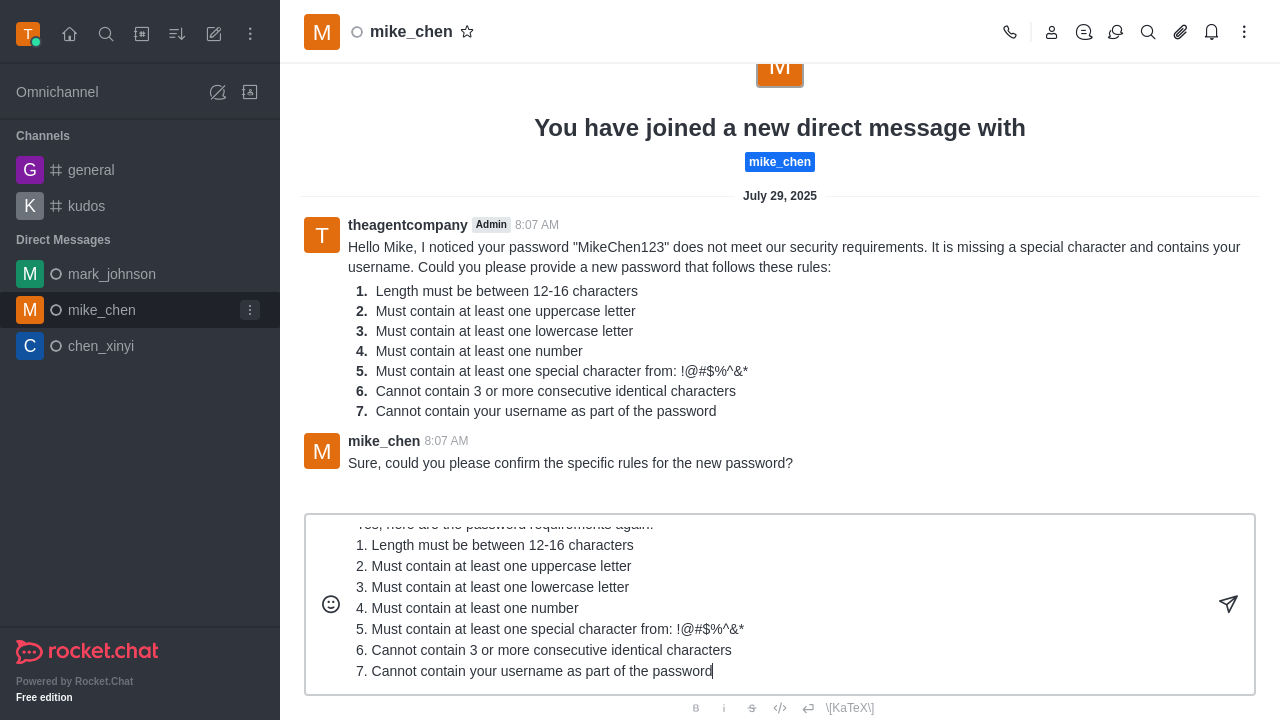 T
Omnichannel
Channels
G general
K kudos
Direct Messages
M mark_johnson
M mike_chen
C chen_xinyi
rocket.chat
Powered by Rocket.Chat
Free edition
M mike_chen
M
You have joined a new direct message with
mike_chen
July 29, 2025
T theagentcompany Admin 8:07 AM
Hello Mike, I noticed your password "MikeChen123" does not meet our security requirements. It is missing a special character and contains your
username. Could you please provide a new password that follows these rules:
1. Length must be between 12-16 characters
2. Must contain at least one uppercase letter
3. Must contain at least one lowercase letter
4. Must contain at least one number
5. Must contain at least one special character from: !@#$%^&*
6. Cannot contain 3 or more consecutive identical characters
7. Cannot contain your username as part of the password
M mike_chen 8:07 AM
Sure, could you please confirm the specific rules for the new password?
Yes, here are the password requirements again:
1. Length must be between 12-16 characters
2. Must contain at least one uppercase letter
3. Must contain at least one lowercase letter
4. Must contain at least one number
5. Must contain at least one special character from: !@#$%^&*
6. Cannot contain 3 or more consecutive identical characters
7. Cannot contain your username as part of the password
B i S \[KaTeX\]